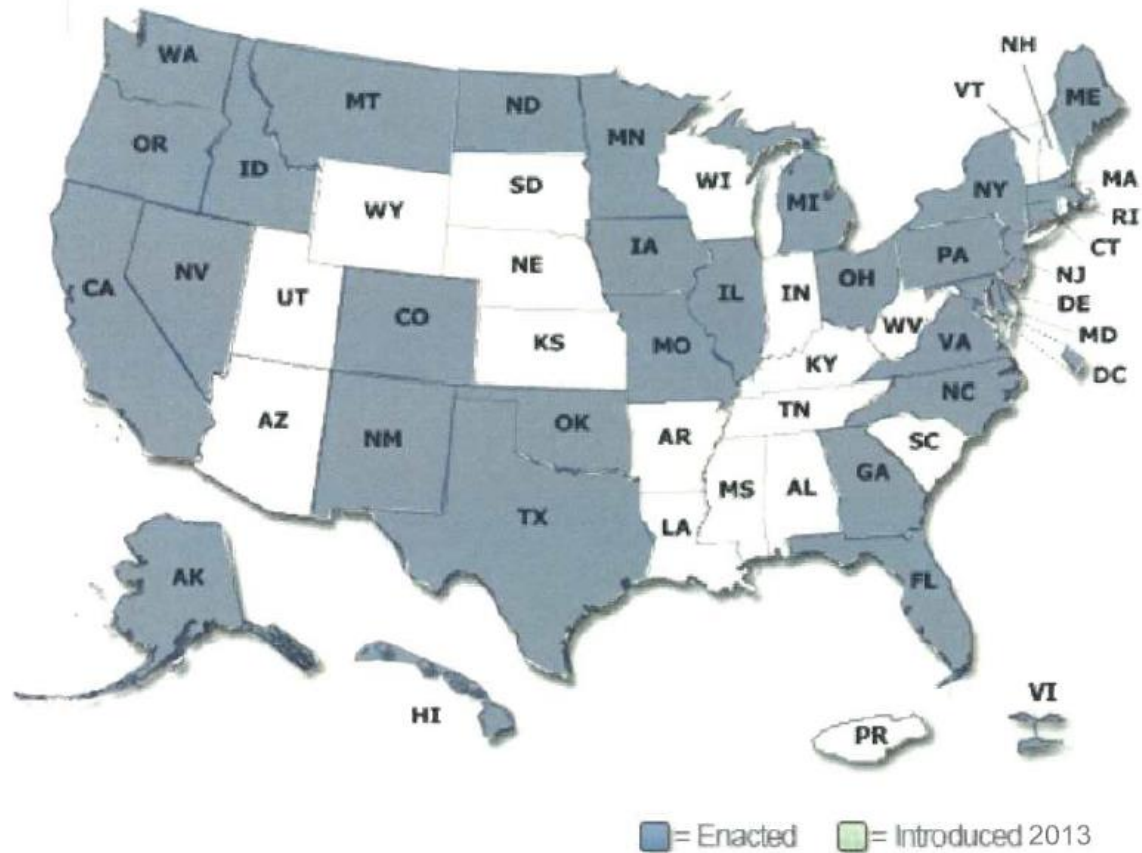 WA
MT
ND
MN
OR
ID
WY
SD
WI
MI
NH
VT
ME
NY
MA
RI
CT
NV
CA
UT
CO
NE
IA
KS
MO
IL
IN
OH
PA
NJ
DE
MD
DC
WV
VA
KY
NC
TN
SC
AZ
NM
OK
AR
TX
LA
MS
AL
GA
FL
AK
HI
PR
VI
= Enacted = Introduced 2013